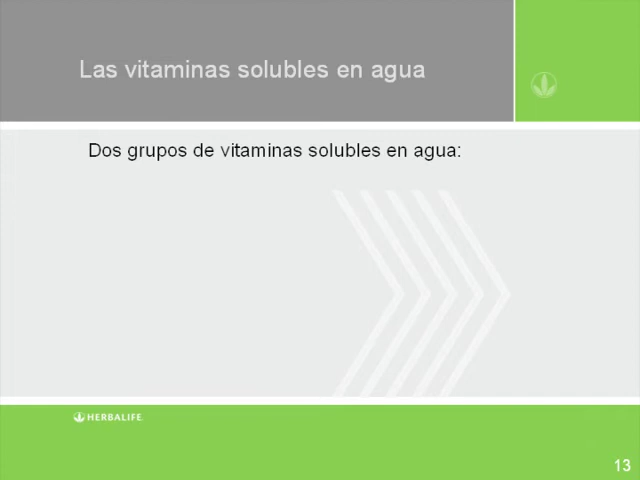 Las vitaminas solubles en agua
Dos grupos de vitaminas solubles en agua:
HERBALIFE
13